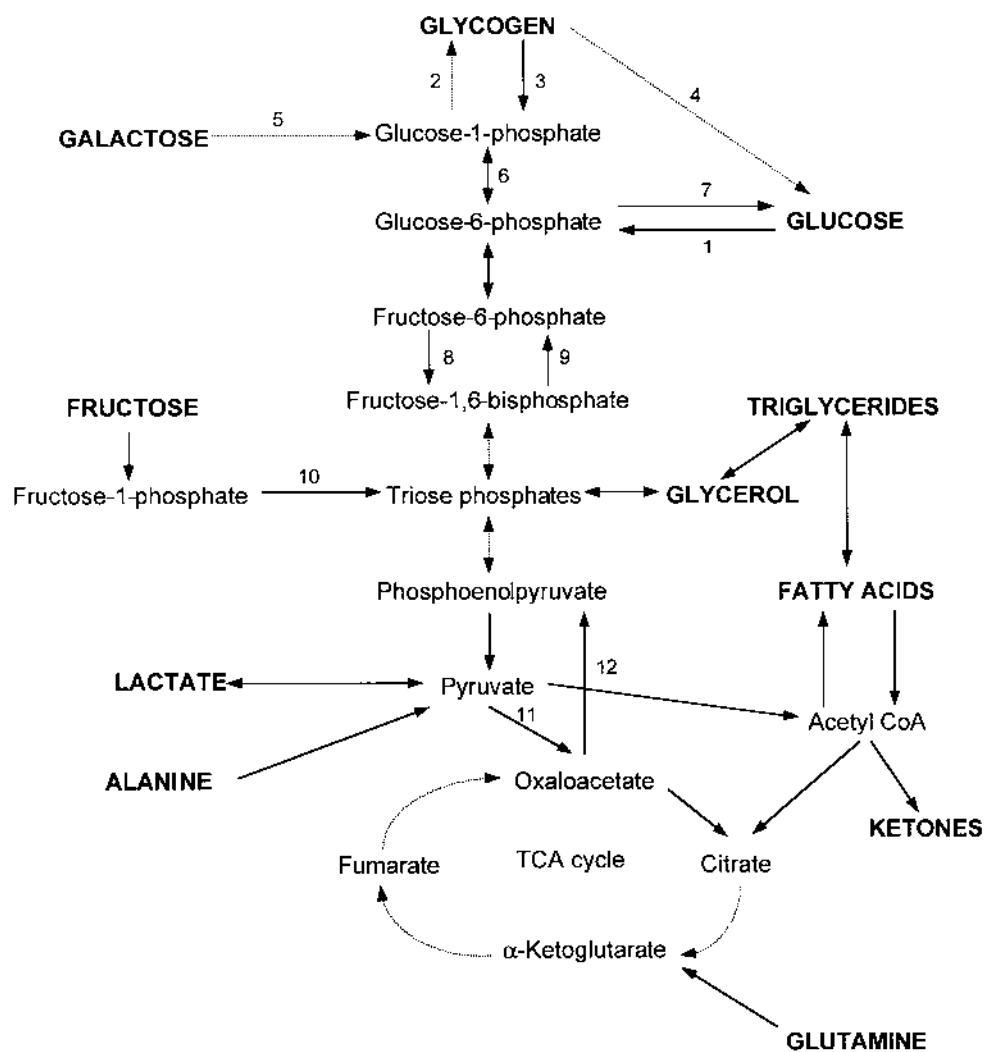 GLYCOGEN
2
3
4
5
GALACTOSE
Glucose-1-phosphate
6
7
Glucose-6-phosphate
GLUCOSE
1
Fructose-6-phosphate
8
9
FRUCTOSE
Fructose-1,6-bisphosphate
TRIGLYCERIDES
10
Fructose-1-phosphate
Triose phosphates
GLYCEROL
Phosphoenolpyruvate
FATTY ACIDS
12
LACTATE
Pyruvate
11
Acetyl CoA
ALANINE
Oxaloacetate
KETONES
Fumarate
TCA cycle
Citrate
α-Ketoglutarate
GLUTAMINE